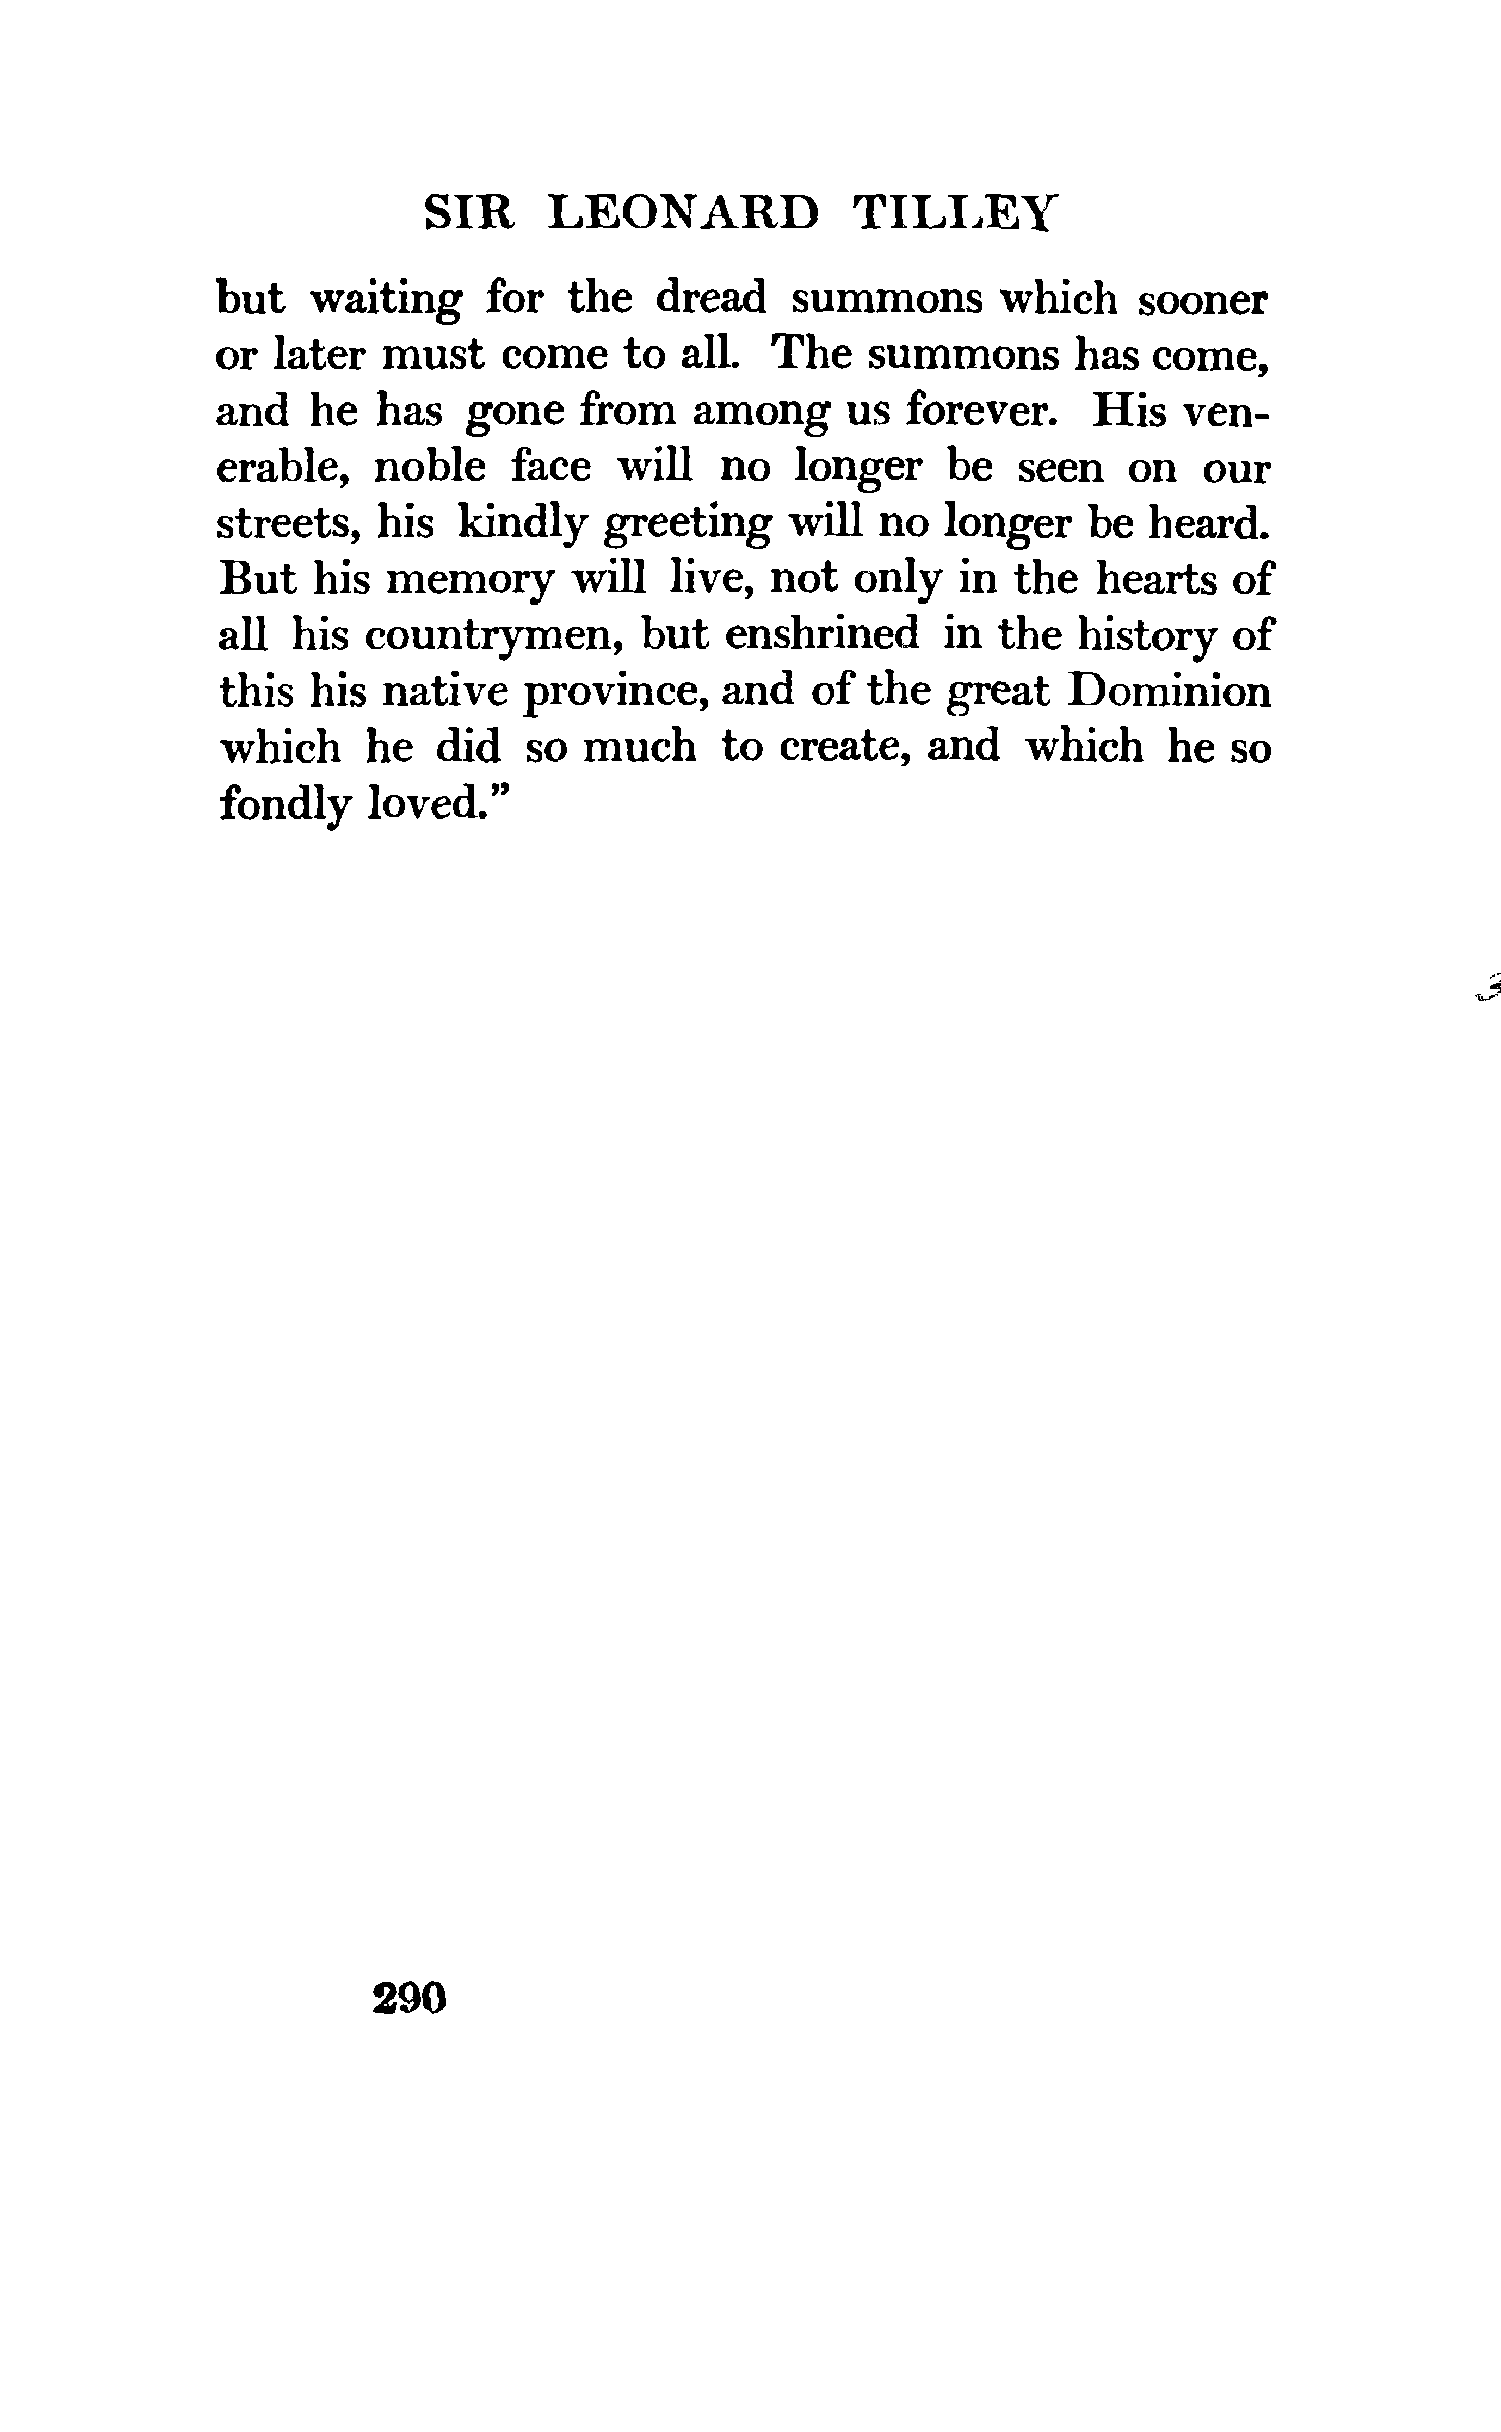 SIR LEONARD TILLEY
but waiting for the dread summons which sooner
or later must come to all. The summons has come,
and he has gone from among us forever. His ven-
erable, noble face will no longer be seen on our
streets, his kindly greeting will no longer be heard.
But his memory will live, not only in the hearts of
all his countrymen, but enshrined in the history of
this his native province, and of the great Dominion
which he did so much to create, and which he so
fondly loved.”
290